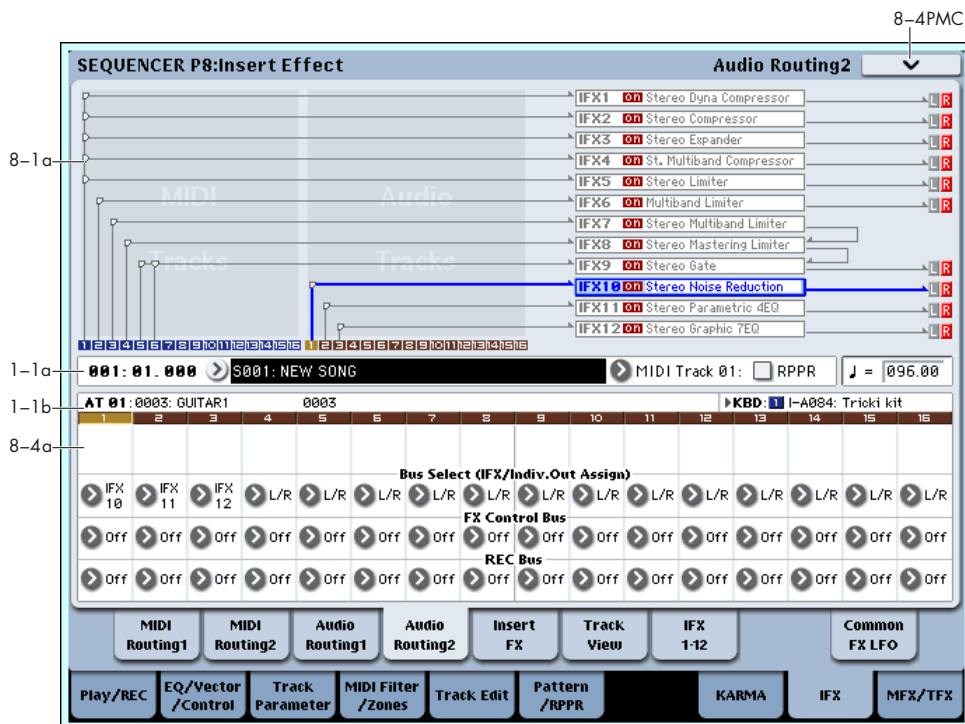 8-4PMC
SEQUENCER P8:Insert Effect
Audio Routing2
8-1a
MIDI
Tracks
Audio
Tracks
IFX1 on Stereo Dyna Compressor L R
IFX2 on Stereo Compressor L R
IFX3 on Stereo Expander L R
IFX4 on St. Multiband Compressor L R
IFX5 on Stereo Limiter L R
IFX6 on Multiband Limiter L R
IFX7 on Stereo Multiband Limiter
IFX8 on Stereo Mastering Limiter
IFX9 on Stereo Gate L R
IFX10 on Stereo Noise Reduction L R
IFX11 on Stereo Parametric 4EQ L R
IFX12 on Stereo Graphic 7EQ L R
1 2 3 4 5 6 7 8 9 10 11 12 13 14 15 16 1 2 3 4 5 6 7 8 9 10 11 12 13 14 15 16
1-1a
001: 01. 000 S001: NEW SONG MIDI Track 01: RPPR ♩ = 096.00
1-1b
AT 01: 0003: GUITAR1 0003 KBD: 1 I-A084: Tricki kit
1 2 3 4 5 6 7 8 9 10 11 12 13 14 15 16
8-4a
Bus Select (IFX/Indiv.Out Assign)
IFX 10 IFX 11 IFX 12 L/R L/R L/R L/R L/R L/R L/R L/R L/R L/R L/R L/R L/R
FX Control Bus
Off Off Off Off Off Off Off Off Off Off Off Off Off Off Off Off
REC Bus
Off Off Off Off Off Off Off Off Off Off Off Off Off Off Off Off
MIDI Routing1
MIDI Routing2
Audio Routing1
Audio Routing2
Insert FX
Track View
IFX 1-12
Common FX LFO
Play/REC
EQ/Vector /Control
Track Parameter
MIDI Filter /Zones
Track Edit
Pattern /RPPR
KARMA
IFX
MFX/TFX